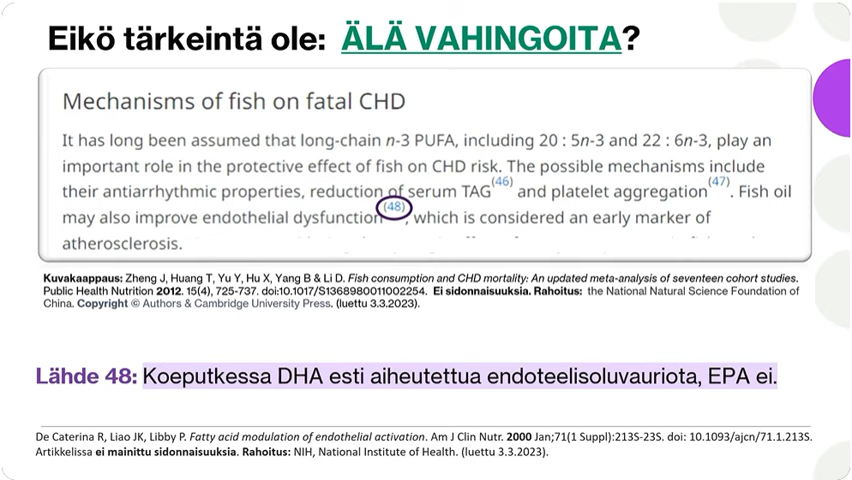 Eikö tärkeintä ole: ÄLÄ VAHINGOITA?
Mechanisms of fish on fatal CHD
It has long been assumed that long-chain n-3 PUFA, including 20 : 5n-3 and 22 : 6n-3, play an
important role in the protective effect of fish on CHD risk. The possible mechanisms include
their antiarrhythmic properties, reduction of serum TAG(46) and platelet aggregation(47). Fish oil
may also improve endothelial dysfunction(48), which is considered an early marker of
atherosclerosis.
Kuvakaappaus: Zheng J, Huang T, Yu Y, Hu X, Yang B & Li D. Fish consumption and CHD mortality: An updated meta-analysis of seventeen cohort studies.
Public Health Nutrition 2012. 15(4), 725-737. doi:10.1017/S1368980011002254. Ei sidonnaisuuksia. Rahoitus: the National Natural Science Foundation of
China. Copyright © Authors & Cambridge University Press. (luettu 3.3.2023).
Lähde 48: Koeputkessa DHA esti aiheutettua endoteelisoluvauriota, EPA ei.
De Caterina R, Liao JK, Libby P. Fatty acid modulation of endothelial activation. Am J Clin Nutr. 2000 Jan;71(1 Suppl):213S-23S. doi: 10.1093/ajcn/71.1.213S.
Artikkelissa ei mainittu sidonnaisuuksia. Rahoitus: NIH, National Institute of Health. (luettu 3.3.2023).